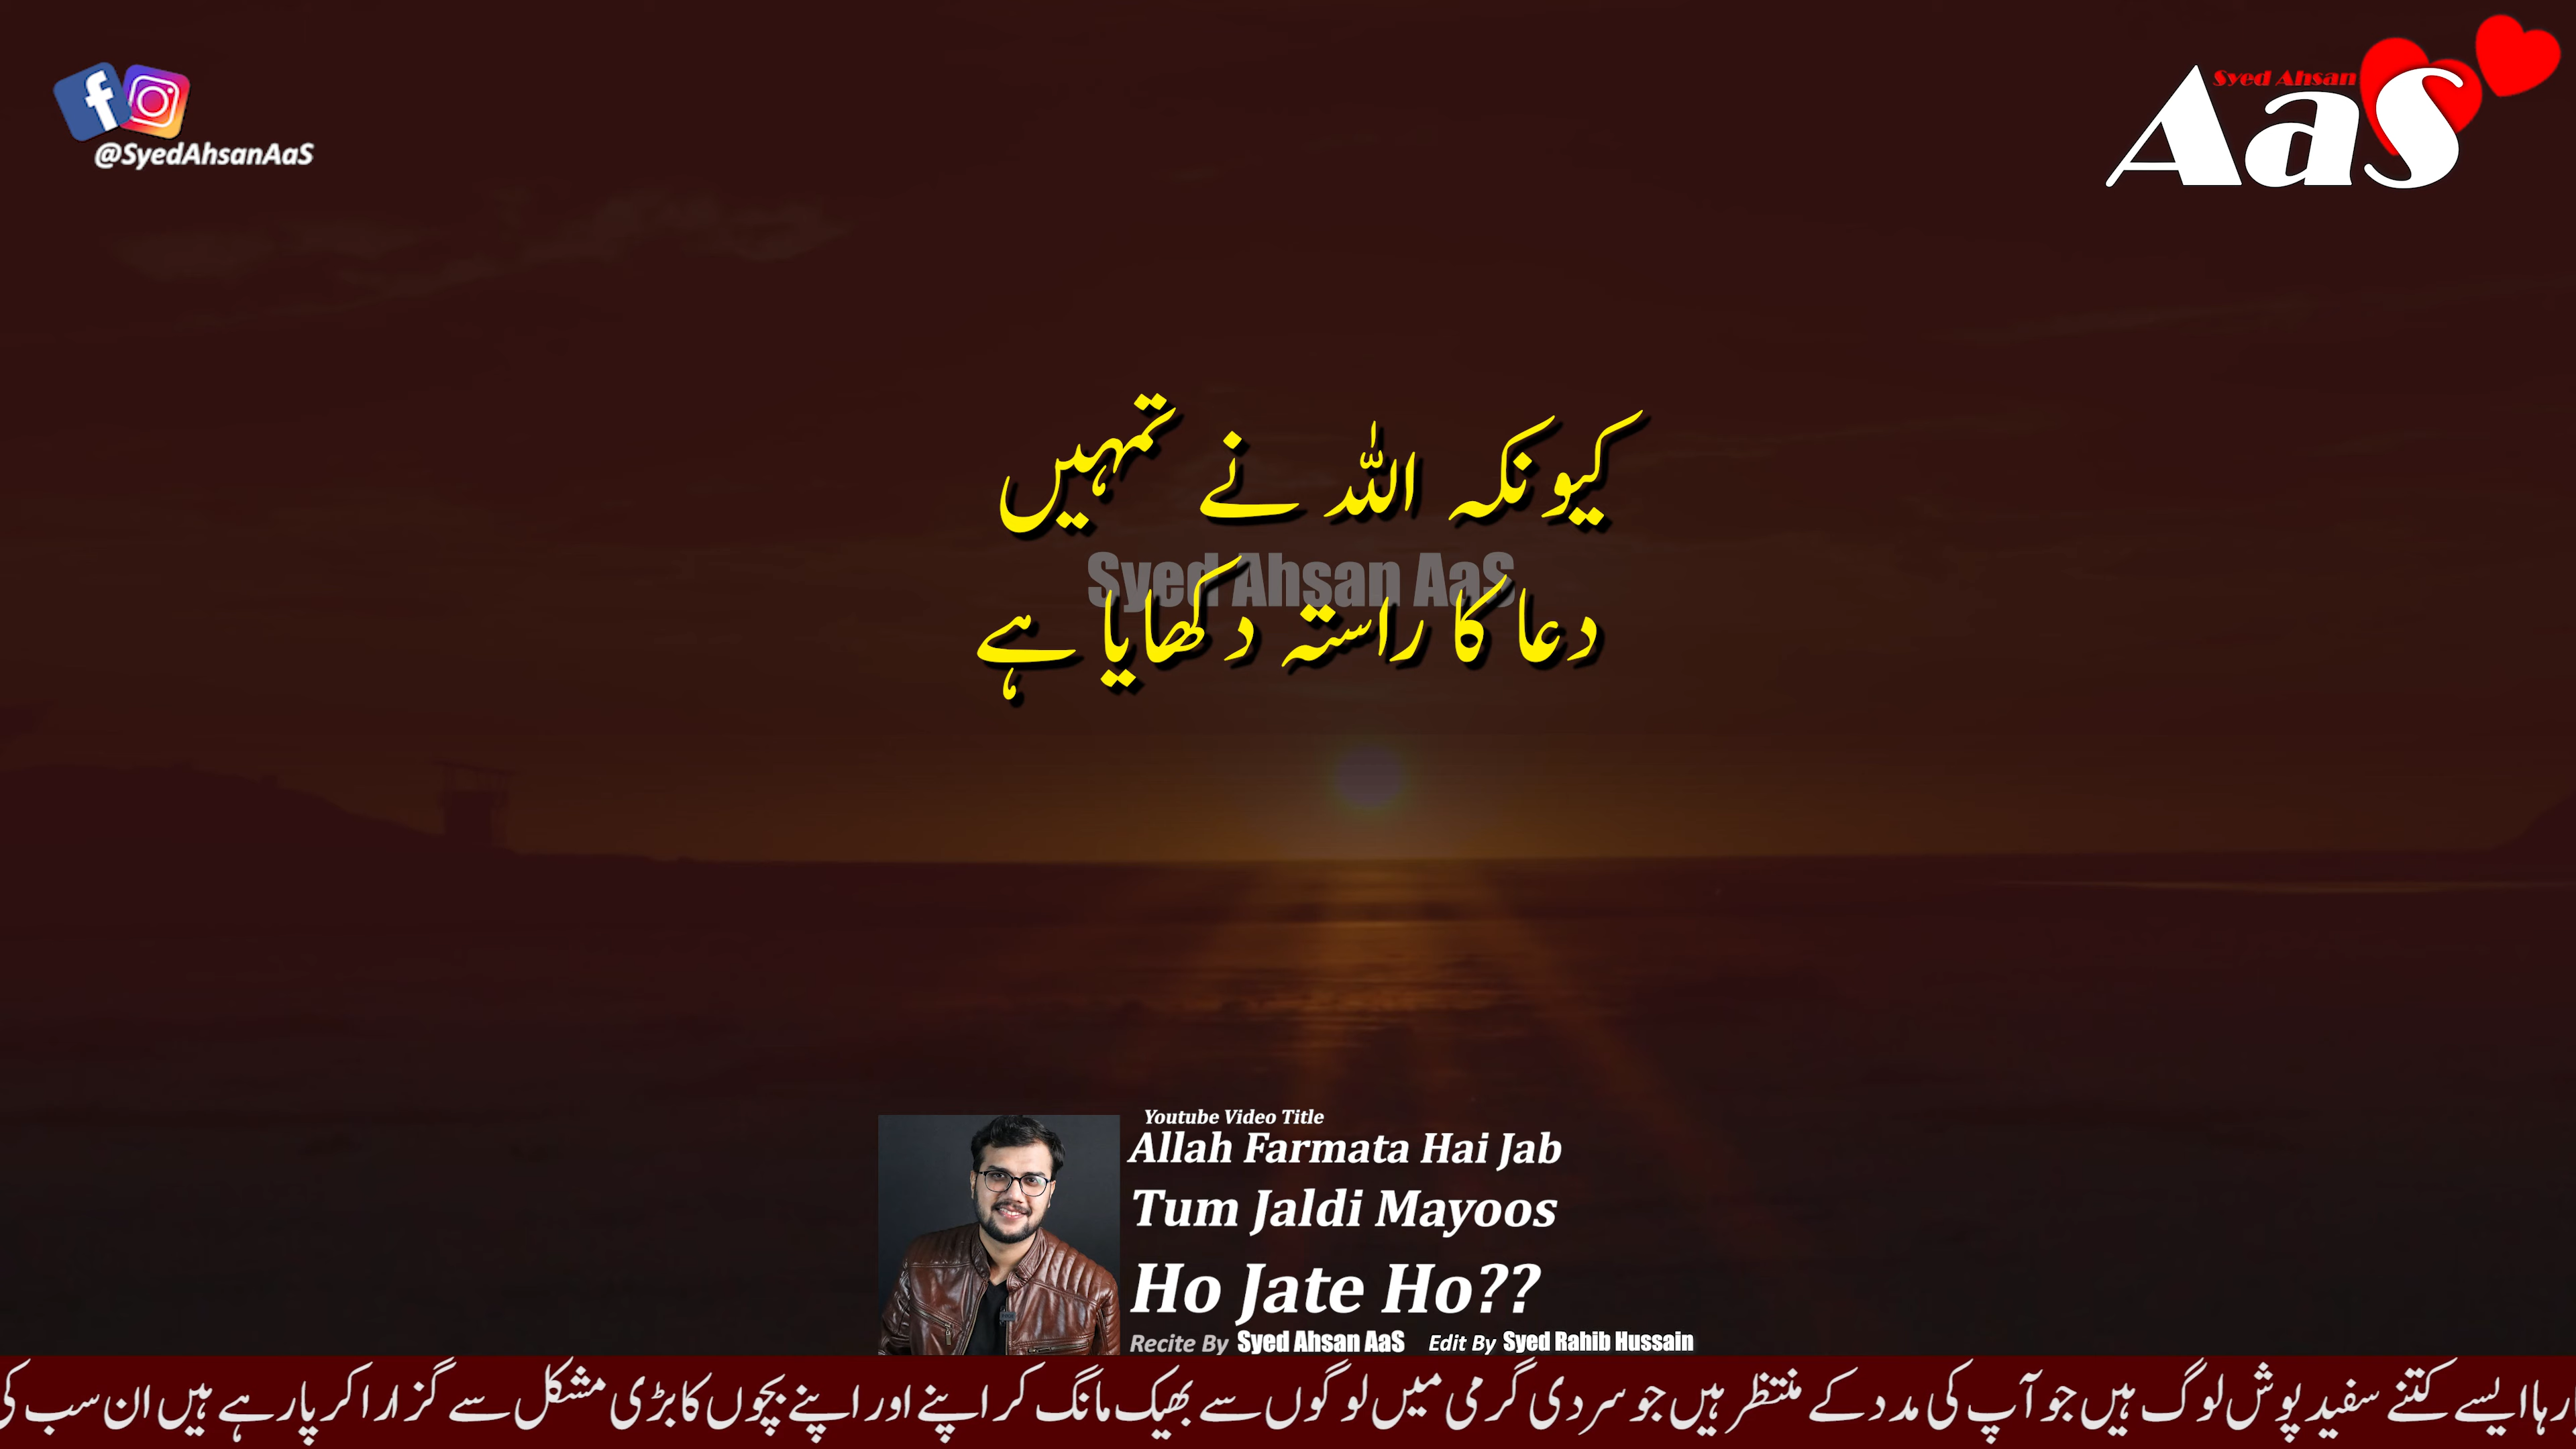 @SyedAhsanAaS
Syed Ahsan
AaS
کیونکہ اللہ نے تمہیں
Syed Ahsan AaS
دعا کا راستہ دکھایا ہے
Youtube Video Title
Allah Farmata Hai Jab
Tum Jaldi Mayoos
Ho Jate Ho??
Recite By Syed Ahsan AaS Edit By Syed Rahib Hussain
رہا ایسے کتنے سفید پوش لوگ ہیں جو آپ کی مدد کے منتظر ہیں جو سردی گرمی میں لوگوں سے بھیک مانگ کر اپنے اور اپنے بچوں کا بڑی مشکل سے گزارا کر پا رہے ہیں ان سب کی